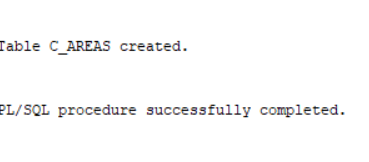 Table C_AREAS created.
PL/SQL procedure successfully completed.